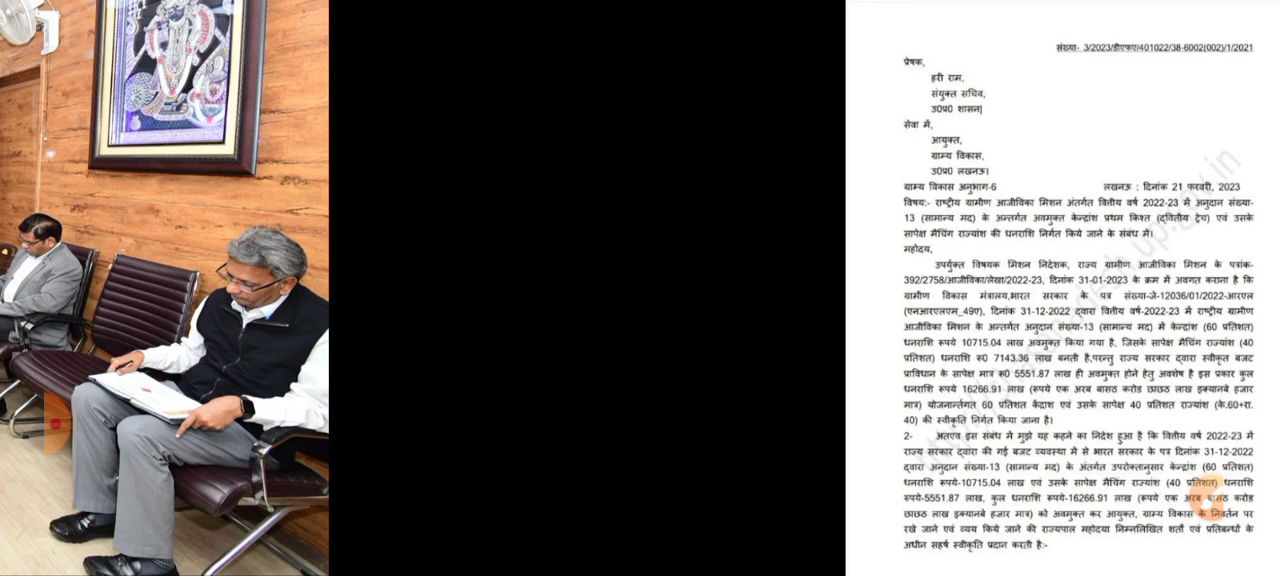 संख्या- 3/2023/डीएफए/401022/38-6002(002)/1/2021
प्रेषक,
हरी राम,
संयुक्त सचिव,
उ0प्र0 शासन|
सेवा में,
आयुक्त,
ग्राम्य विकास,
उ0प्र0 लखनऊ।
ग्राम्य विकास अनुभाग-6 लखनऊ : दिनांक 21 फरवरी, 2023
विषय:- राष्ट्रीय ग्रामीण आजीविका मिशन अंतर्गत वित्तीय वर्ष 2022-23 में अनुदान संख्या-
13 (सामान्य मद) के अन्तर्गत अवमुक्त केन्द्रांश प्रथम किश्त (द्वितीय ट्रेंच) एवं उसके
सापेक्ष मैचिंग राज्यांश की धनराशि निर्गत किये जाने के संबंध में।
महोदय,
उपर्युक्त विषयक मिशन निदेशक, राज्य ग्रामीण आजीविका मिशन के पत्रांक-
392/2758/आजीविका/लेखा/2022-23, दिनांक 31-01-2023 के क्रम में अवगत कराना है कि
ग्रामीण विकास मंत्रालय,भारत सरकार के पत्र संख्या-जे-12036/01/2022-आरएल
(एनआरएलएम_49ए), दिनांक 31-12-2022 द्वारा वित्तीय वर्ष-2022-23 में राष्ट्रीय ग्रामीण
आजीविका मिशन के अन्तर्गत अनुदान संख्या-13 (सामान्य मद) में केन्द्रांश (60 प्रतिशत)
धनराशि रूपये 10715.04 लाख अवमुक्त किया गया है, जिसके सापेक्ष मैचिंग राज्यांश (40
प्रतिशत) धनराशि रू0 7143.36 लाख बनती है,परन्तु राज्य सरकार द्वारा स्वीकृत बजट
प्राविधान के सापेक्ष मात्र रू0 5551.87 लाख ही अवमुक्त होने हेतु अवशेष है इस प्रकार कुल
धनराशि रूपये 16266.91 लाख (रूपये एक अरब बासठ करोड छाछठ लाख इक्यानबे हजार
मात्र) योजनार्न्तगत 60 प्रतिशत केंद्राश एवं उसके सापेक्ष 40 प्रतिशत राज्यांश (के.60+रा.
40) की स्वीकृति निर्गत किया जाना है।
2- अतएव इस संबंध में मुझे यह कहने का निदेश हुआ है कि वित्तीय वर्ष 2022-23 में
राज्य सरकार द्वारा की गई बजट व्यवस्था में से भारत सरकार के पत्र दिनांक 31-12-2022
द्वारा अनुदान संख्या-13 (सामान्य मद) के अंतर्गत उपरोक्तानुसार केन्द्रांश (60 प्रतिशत)
धनराशि रूपये-10715.04 लाख एवं उसके सापेक्ष मैचिंग राज्यांश (40 प्रतिशत) धनराशि
रुपये-5551.87 लाख, कुल धनराशि रूपये-16266.91 लाख (रूपये एक अरब बासठ करोड
छाछठ लाख इक्यानबे हजार मात्र) को अवमुक्त कर आयुक्त, ग्राम्य विकास के निवर्तन पर
रखे जाने एवं व्यय किये जाने की राज्यपाल महोदया निम्नलिखित शर्तो एवं प्रतिबन्धों के
अधीन सहर्ष स्वीकृति प्रदान करती है:-